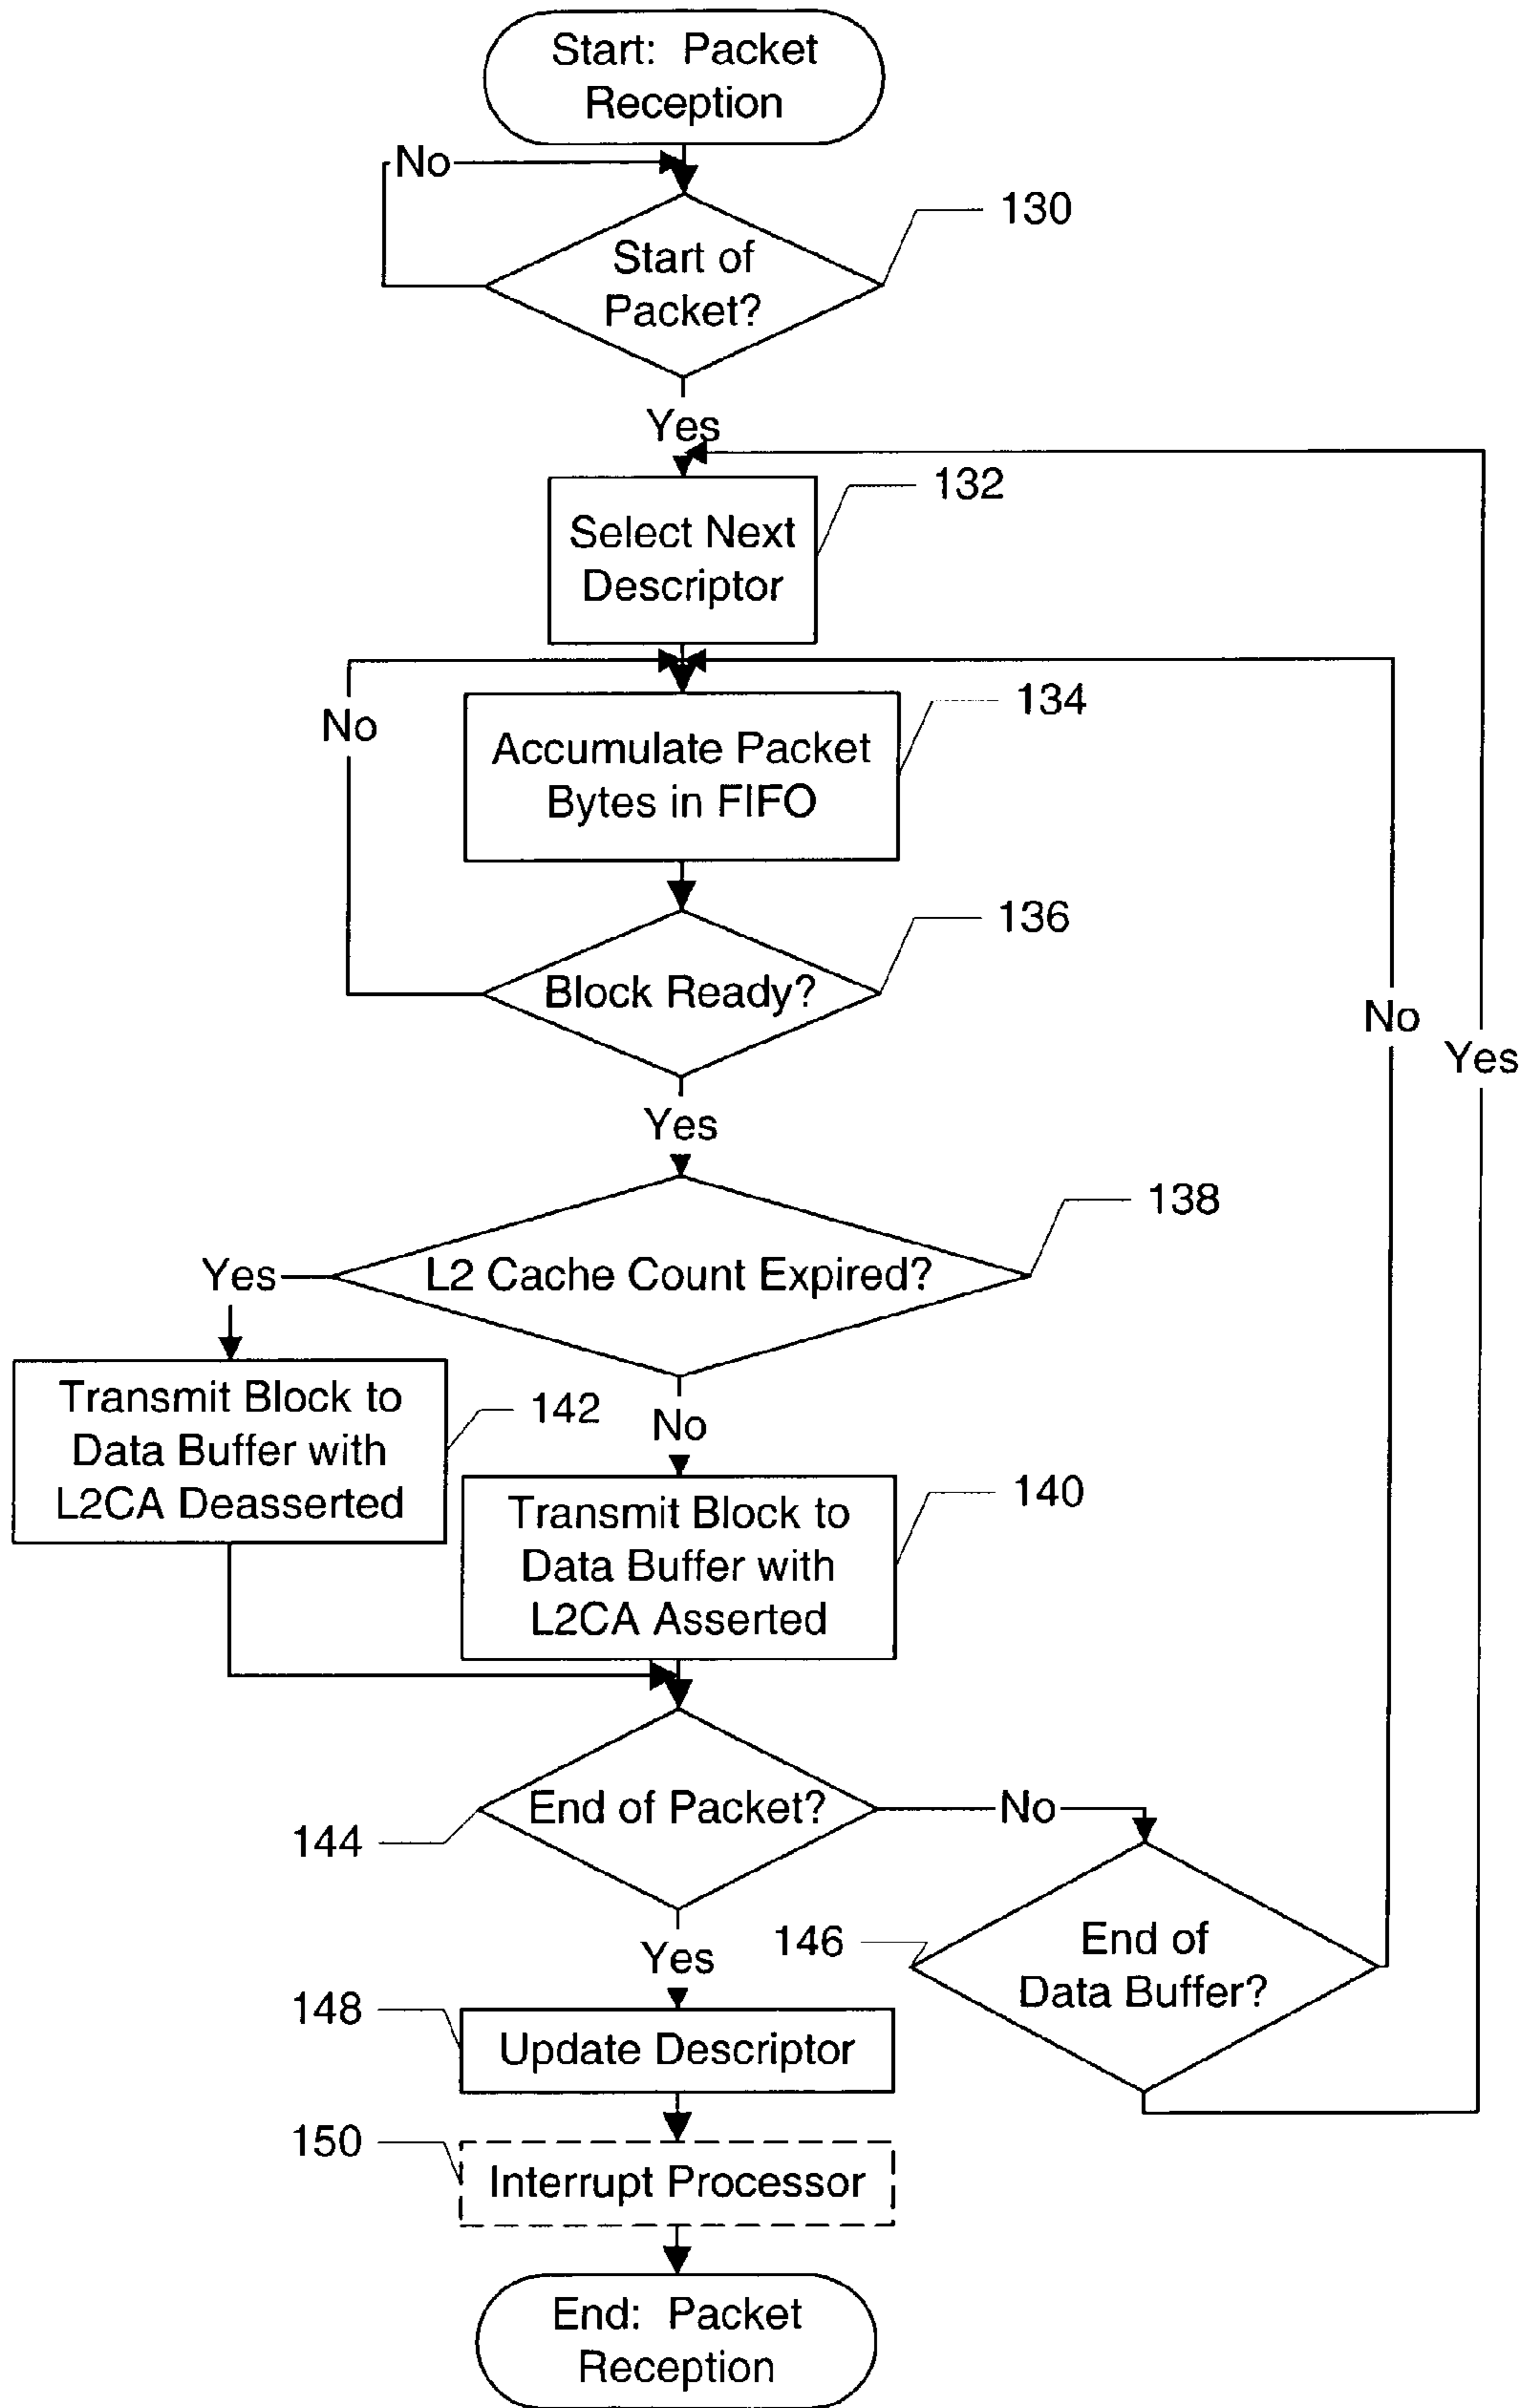 Start: Packet
Reception
No
130
Start of
Packet?
Yes
132
Select Next
Descriptor
134
No
Accumulate Packet
Bytes in FIFO
136
Block Ready?
No
Yes
Yes
138
Yes
L2 Cache Count Expired?
Transmit Block to
Data Buffer with
L2CA Deasserted
142
No
140
Transmit Block to
Data Buffer with
L2CA Asserted
End of Packet?
No
144
Yes
146
End of
Data Buffer?
148
Update Descriptor
150
Interrupt Processor
End: Packet
Reception